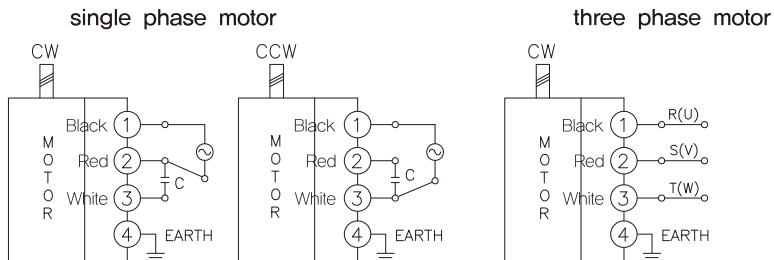 single phase motor
three phase motor
CW
CCW
CW
MOTOR
Black 1
Red 2
White 3
4 EARTH
C
MOTOR
Black 1
Red 2
White 3
4 EARTH
C
MOTOR
Black 1 R(U)
Red 2 S(V)
White 3 T(W)
4 EARTH